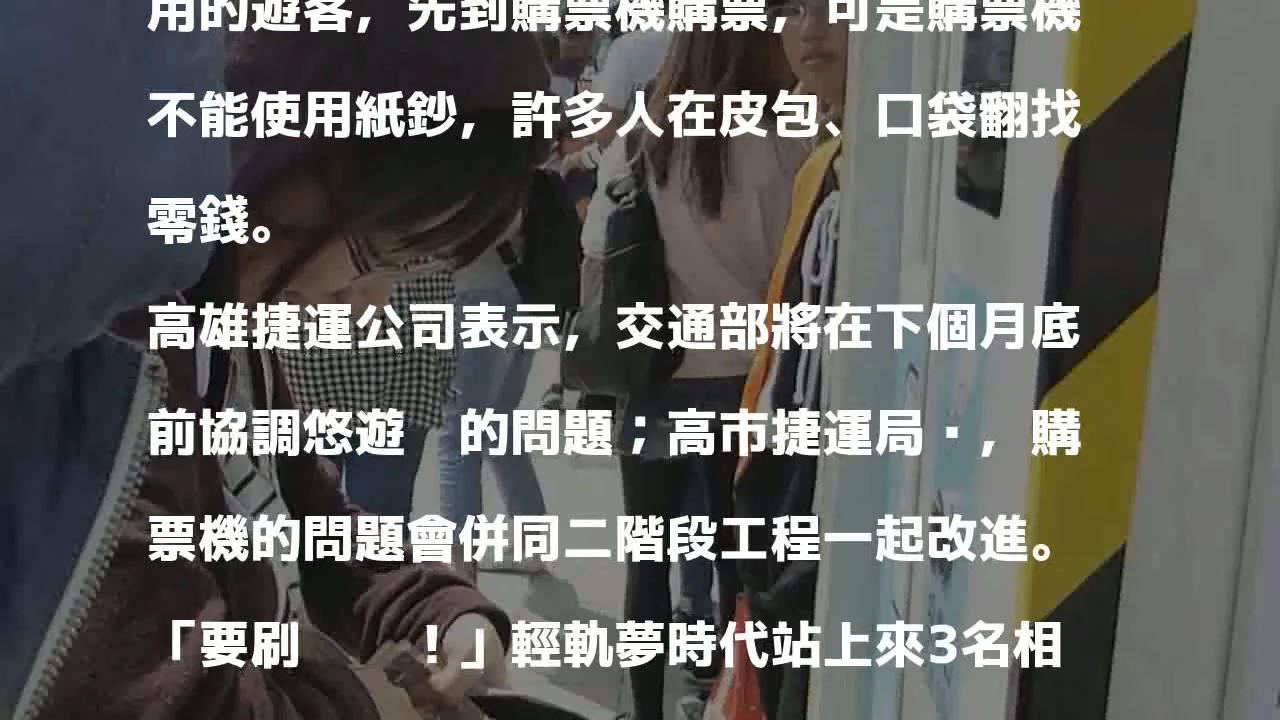 用的遊客，先到購票機購票，可是購票機
不能使用紙鈔，許多人在皮包、口袋翻找
零錢。
高雄捷運公司表示，交通部將在下個月底
前協調悠遊　的問題；高市捷運局·，購
票機的問題會併同二階段工程一起改進。
「要刷　　！」輕軌夢時代站上來3名相